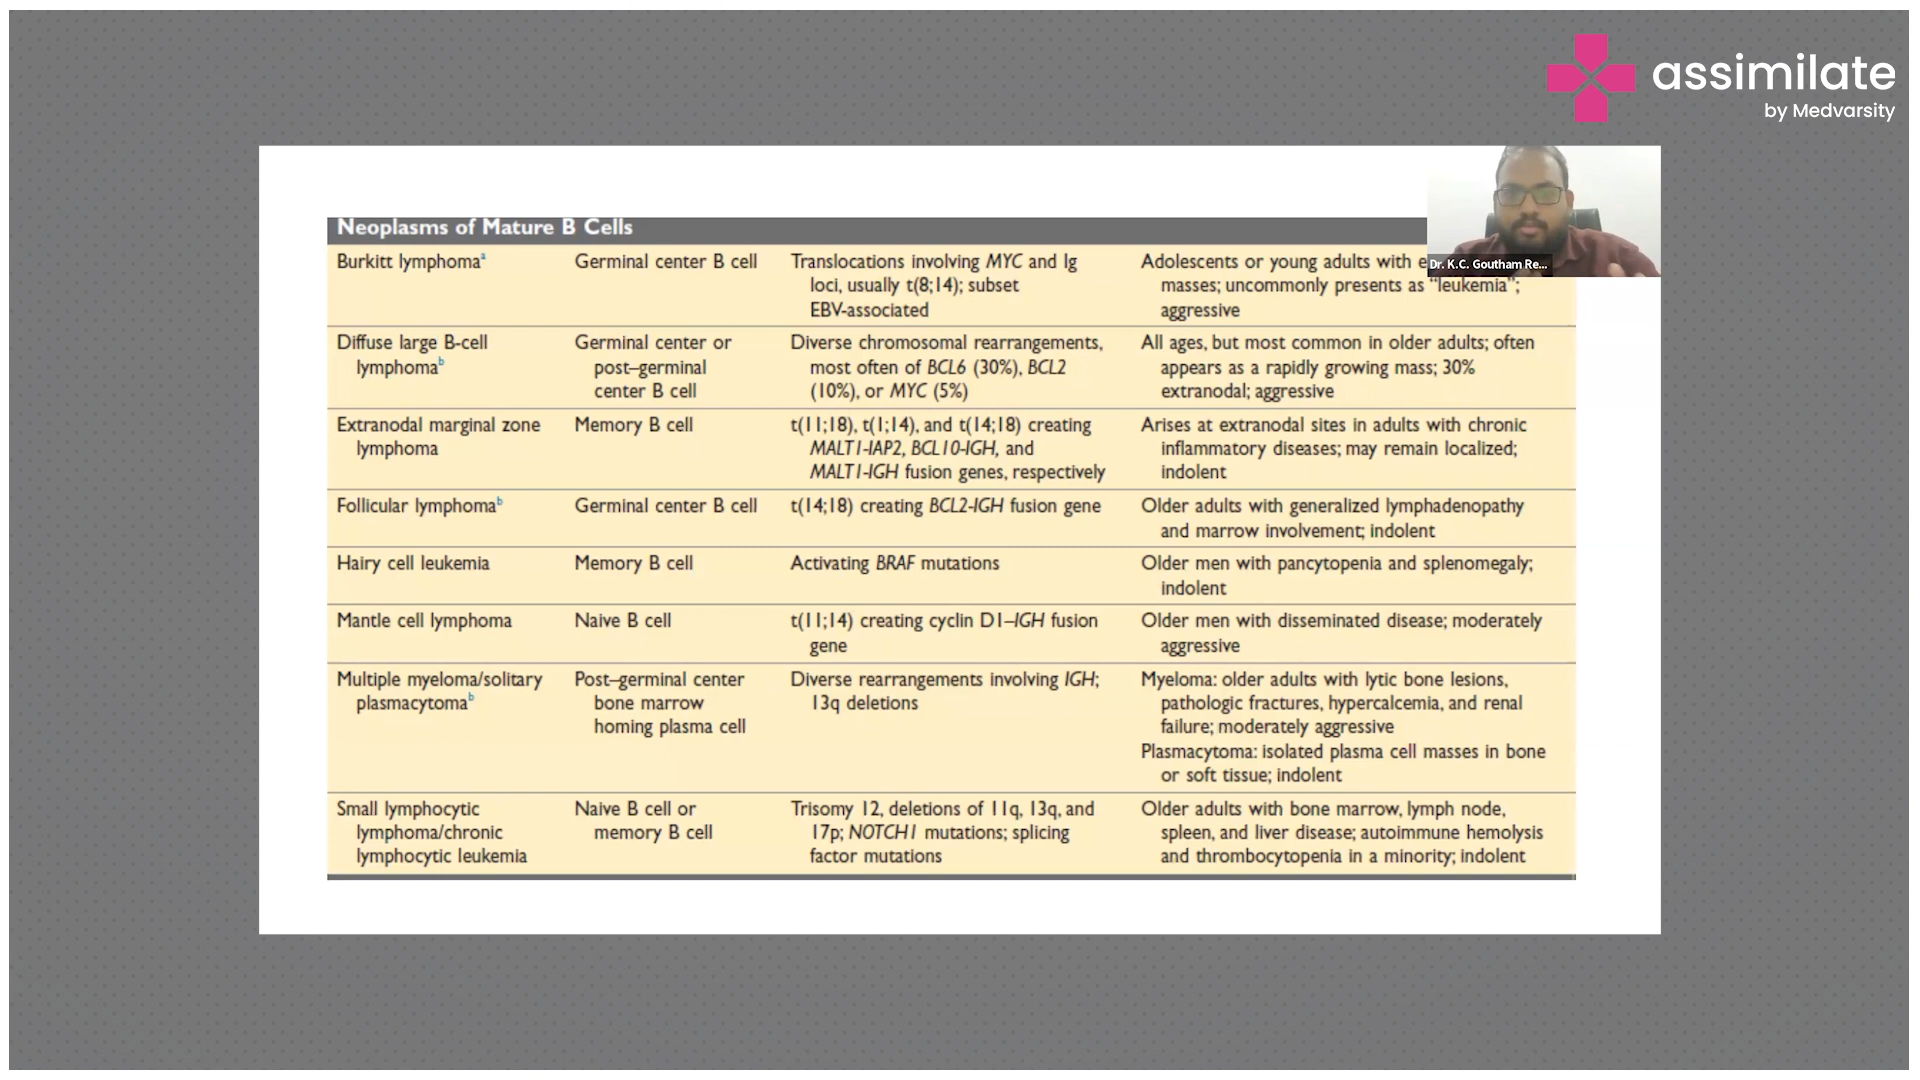 assimilate
by Medvarsity
Dr. K.C. Goutham Re...
Neoplasms of Mature B Cells
Burkitt lymphomaᵃ
Germinal center B cell
Translocations involving MYC and Ig
loci, usually t(8;14); subset
EBV-associated
Adolescents or young adults with
masses; uncommonly presents as "leukemia";
aggressive
Diffuse large B-cell
lymphomaᵇ
Germinal center or
post–germinal
center B cell
Diverse chromosomal rearrangements,
most often of BCL6 (30%), BCL2
(10%), or MYC (5%)
All ages, but most common in older adults; often
appears as a rapidly growing mass; 30%
extranodal; aggressive
Extranodal marginal zone
lymphoma
Memory B cell
t(11;18), t(1;14), and t(14;18) creating
MALT1-IAP2, BCL10-IGH, and
MALT1-IGH fusion genes, respectively
Arises at extranodal sites in adults with chronic
inflammatory diseases; may remain localized;
indolent
Follicular lymphomaᵇ
Germinal center B cell
t(14;18) creating BCL2-IGH fusion gene
Older adults with generalized lymphadenopathy
and marrow involvement; indolent
Hairy cell leukemia
Memory B cell
Activating BRAF mutations
Older men with pancytopenia and splenomegaly;
indolent
Mantle cell lymphoma
Naive B cell
t(11;14) creating cyclin D1–IGH fusion
gene
Older men with disseminated disease; moderately
aggressive
Multiple myeloma/solitary
plasmacytomaᵇ
Post–germinal center
bone marrow
homing plasma cell
Diverse rearrangements involving IGH;
13q deletions
Myeloma: older adults with lytic bone lesions,
pathologic fractures, hypercalcemia, and renal
failure; moderately aggressive
Plasmacytoma: isolated plasma cell masses in bone
or soft tissue; indolent
Small lymphocytic
lymphoma/chronic
lymphocytic leukemia
Naive B cell or
memory B cell
Trisomy 12, deletions of 11q, 13q, and
17p; NOTCH1 mutations; splicing
factor mutations
Older adults with bone marrow, lymph node,
spleen, and liver disease; autoimmune hemolysis
and thrombocytopenia in a minority; indolent